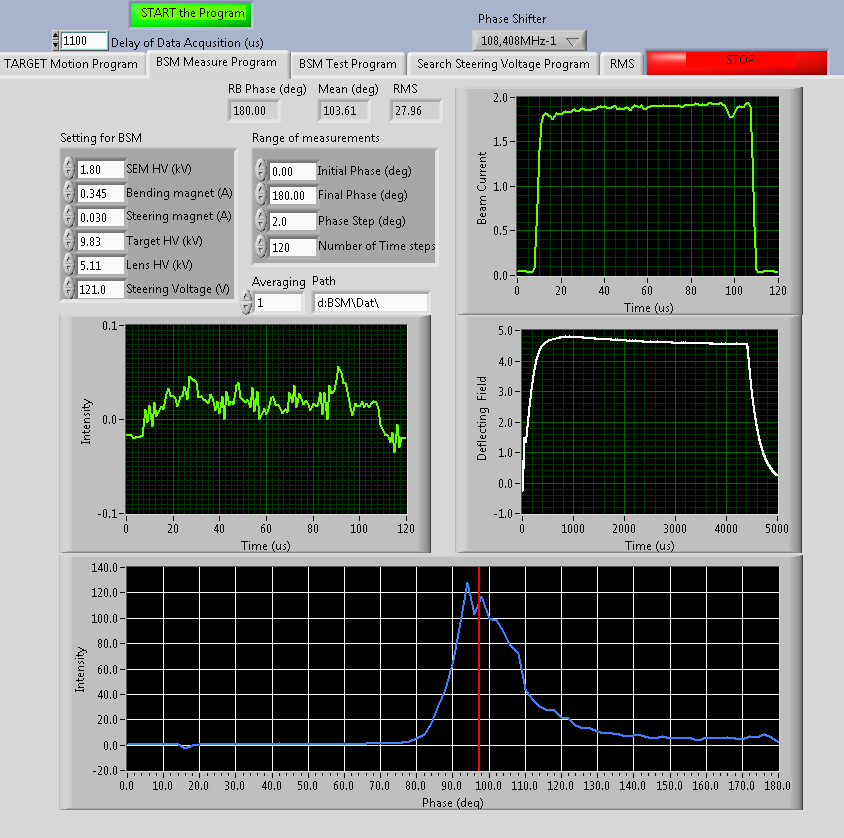 START the Program
Phase Shifter
1100 Delay of Data Acqusition (us)
108,408MHz-1
TARGET Motion Program BSM Measure Program BSM Test Program Search Steering Voltage Program RMS STOP
RB Phase (deg) Mean (deg) RMS
180.00 103.61 27.96
Setting for BSM
1.80 SEM HV (kV)
0.345 Bending magnet (A)
0.030 Steering magnet (A)
9.83 Target HV (kV)
5.11 Lens HV (kV)
121.0 Steering Voltage (V)
Range of measurements
0.00 Initial Phase (deg)
180.00 Final Phase (deg)
2.0 Phase Step (deg)
120 Number of Time steps
Averaging Path
1 d:BSM\Dat\
Beam Current
2.0
1.5
1.0
0.5
0.0
0 20 40 60 80 100 120
Time (us)
Intensity
0.1
0.0
-0.1
0 20 40 60 80 100 120
Time (us)
Deflecting Field
5.0
4.0
3.0
2.0
1.0
0.0
-1.0
0 1000 2000 3000 4000 5000
Time (us)
Intensity
140.0
120.0
100.0
80.0
60.0
40.0
20.0
0.0
-20.0
0.0 10.0 20.0 30.0 40.0 50.0 60.0 70.0 80.0 90.0 100.0 110.0 120.0 130.0 140.0 150.0 160.0 170.0 180.0
Phase (deg)